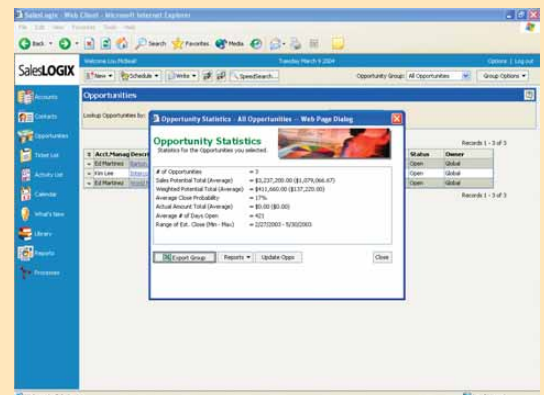 SalesLogix - Web Client - Microsoft Internet Explorer
File Edit View Favorites Tools Help
Back Search Favorites Media
Welcome Lou Tuesday March 9 2004 Options | Log out
SalesLOGIX
New Schedule Write SpeedSearch... Opportunity Group: All Opportunities Group Options
Accounts
Contacts
Opportunities
Ticket List
Activity List
Calendar
What's New
Library
Reports
Processes
Opportunities
Lookup Opportunities by:
Records 1 - 3 of 3
Acct.Manag Descri Status Owner
Ed Martinez Open Global
Kim Lee Open Global
Ed Martinez Open Global
Records 1 - 3 of 3
Opportunity Statistics - All Opportunities -- Web Page Dialog
Opportunity Statistics
Statistics for the Opportunities you selected.
# of Opportunities = 3
Sales Potential Total (Average) = $3,237,200.00 ($1,079,066.67)
Weighted Potential Total (Average) = $411,660.00 ($137,220.00)
Average Close Probability = 17%
Actual Amount Total (Average) = $0.00 ($0.00)
Average # of Days Open = 421
Range of Est. Close (Min - Max) = 2/27/2003 - 5/30/2003
Export Group Reports Update Opps Close